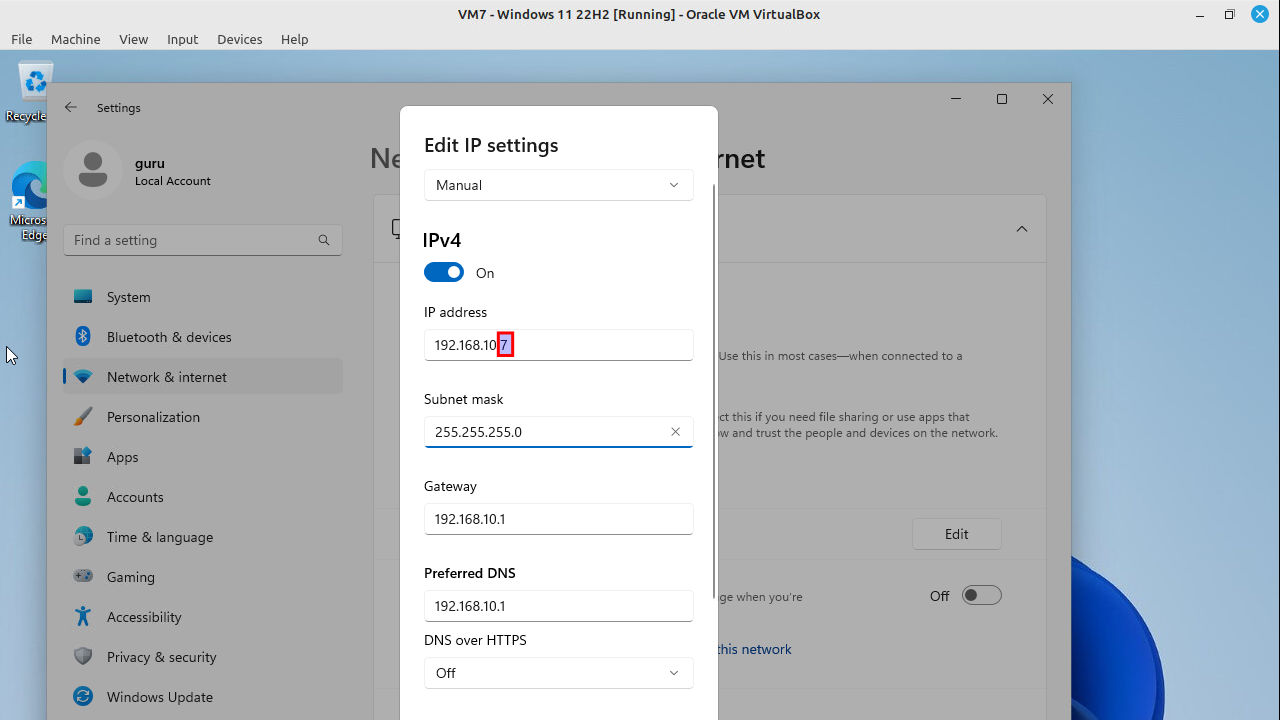 VM7 - Windows 11 22H2 [Running] - Oracle VM VirtualBox
File Machine View Input Devices Help
Recycle
Microso
Edge
Settings
guru
Local Account
Find a setting
System
Bluetooth & devices
Network & internet
Personalization
Apps
Accounts
Time & language
Gaming
Accessibility
Privacy & security
Windows Update
Ne
rnet
Edit IP settings
Manual
IPv4
On
IP address
192.168.10.7
Subnet mask
255.255.255.0
Gateway
192.168.10.1
Preferred DNS
192.168.10.1
DNS over HTTPS
Off
Use this in most cases—when connected to a
ct this if you need file sharing or use apps that
w and trust the people and devices on the network.
Edit
ge when you're
Off
this network